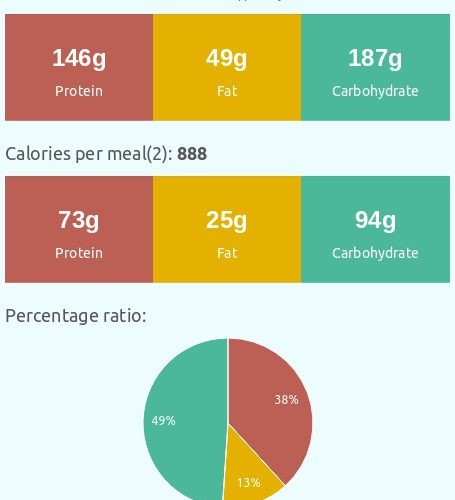 146g 49g 187g
Protein Fat Carbohydrate
Calories per meal(2): 888
73g 25g 94g
Protein Fat Carbohydrate
Percentage ratio:
38%
49%
13%